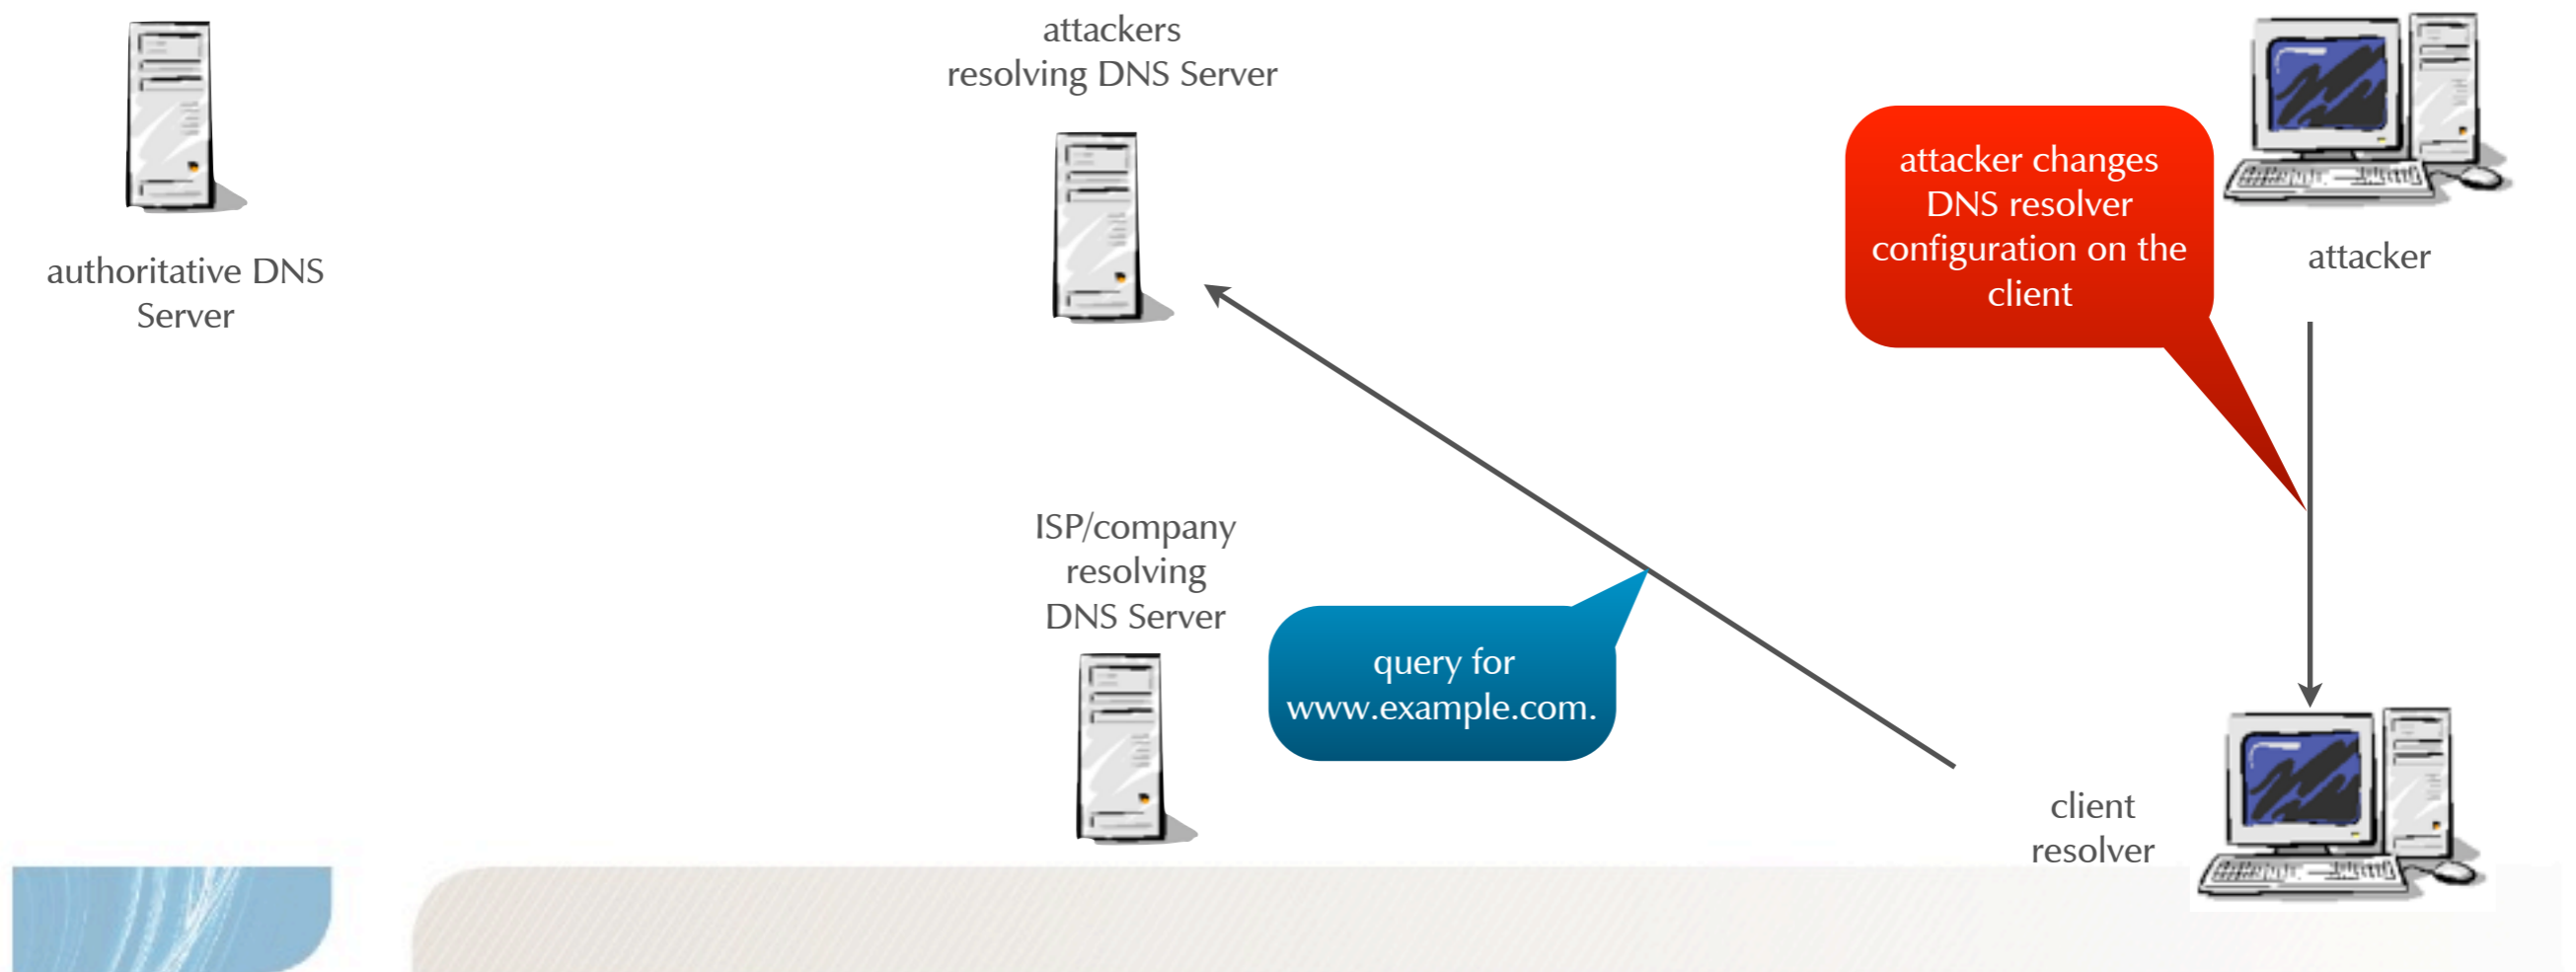 attackers
resolving DNS Server
authoritative DNS
Server
attacker changes
DNS resolver
configuration on the
client
attacker
ISP/company
resolving
DNS Server
query for
www.example.com.
client
resolver